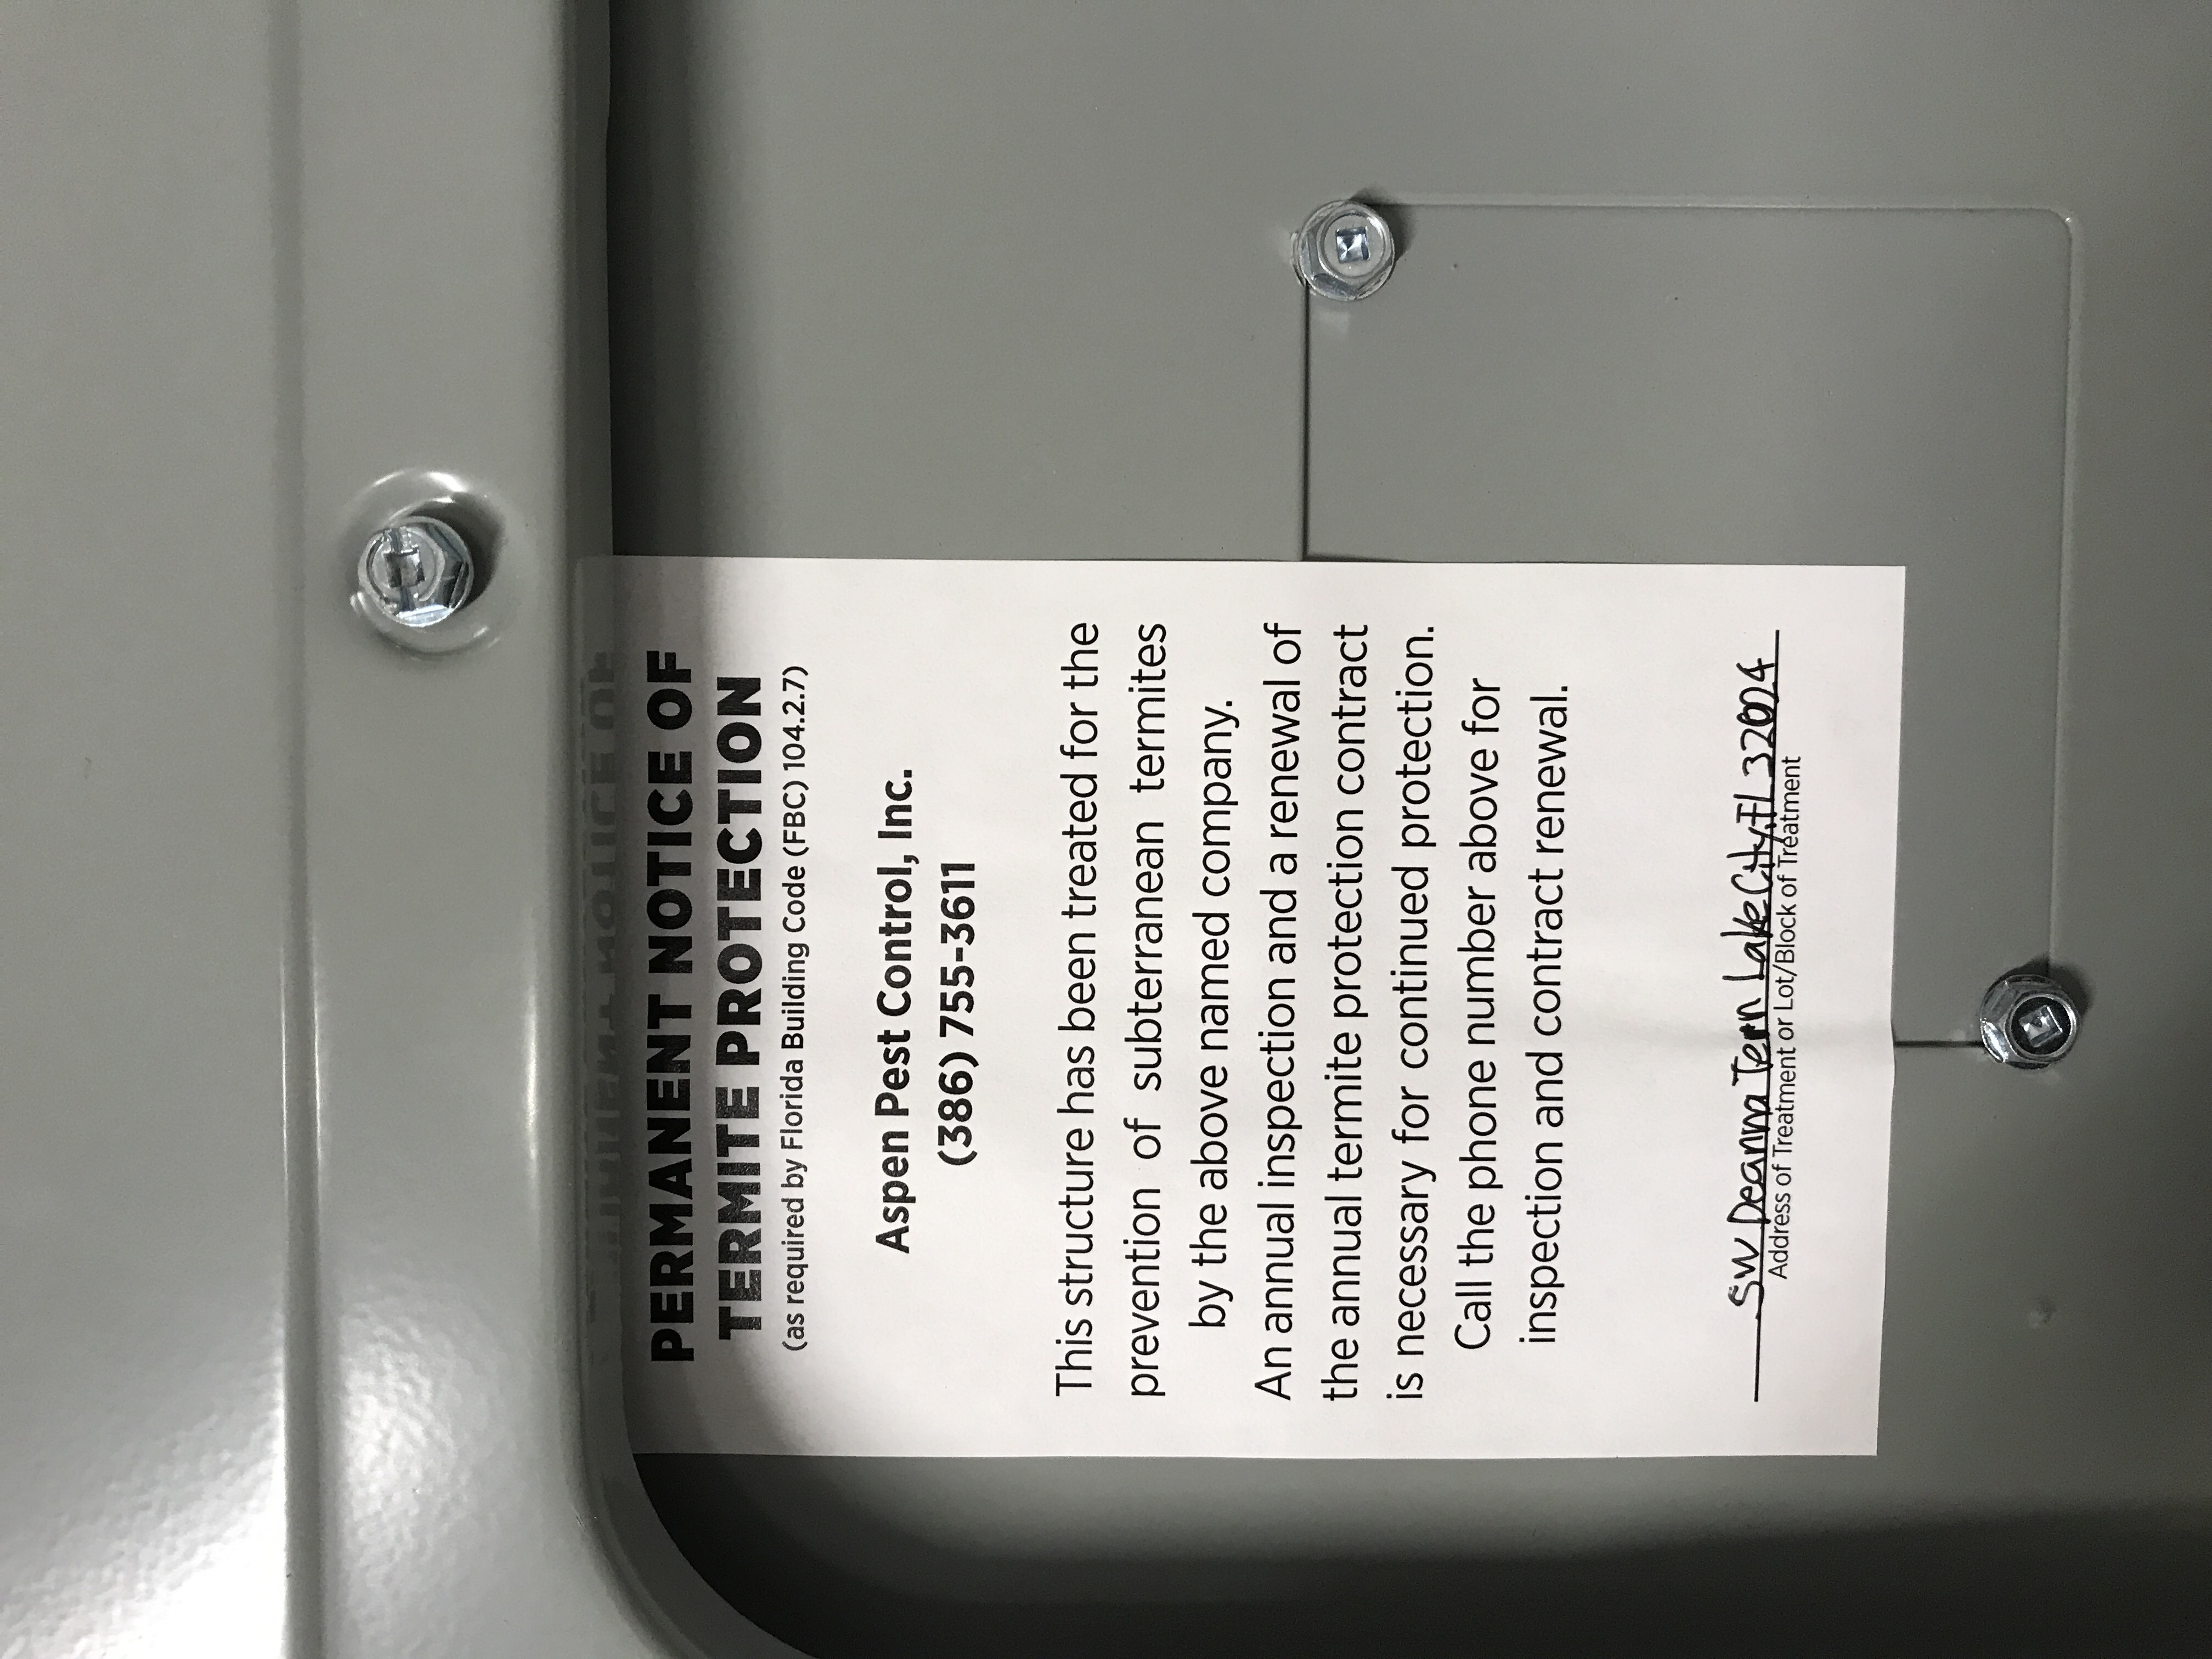 PERMANENT NOTICE OF
TERMITE PROTECTION
(as required by Florida Building Code (FBC) 104.2.7)
Aspen Pest Control, Inc.
(386) 755-3611
This structure has been treated for the
prevention of subterranean termites
by the above named company.
An annual inspection and a renewal of
the annual termite protection contract
is necessary for continued protection.
Call the phone number above for
inspection and contract renewal.
SW Deanna Terr Lake City, Fl 32024
Address of Treatment or Lot/Block of Treatment